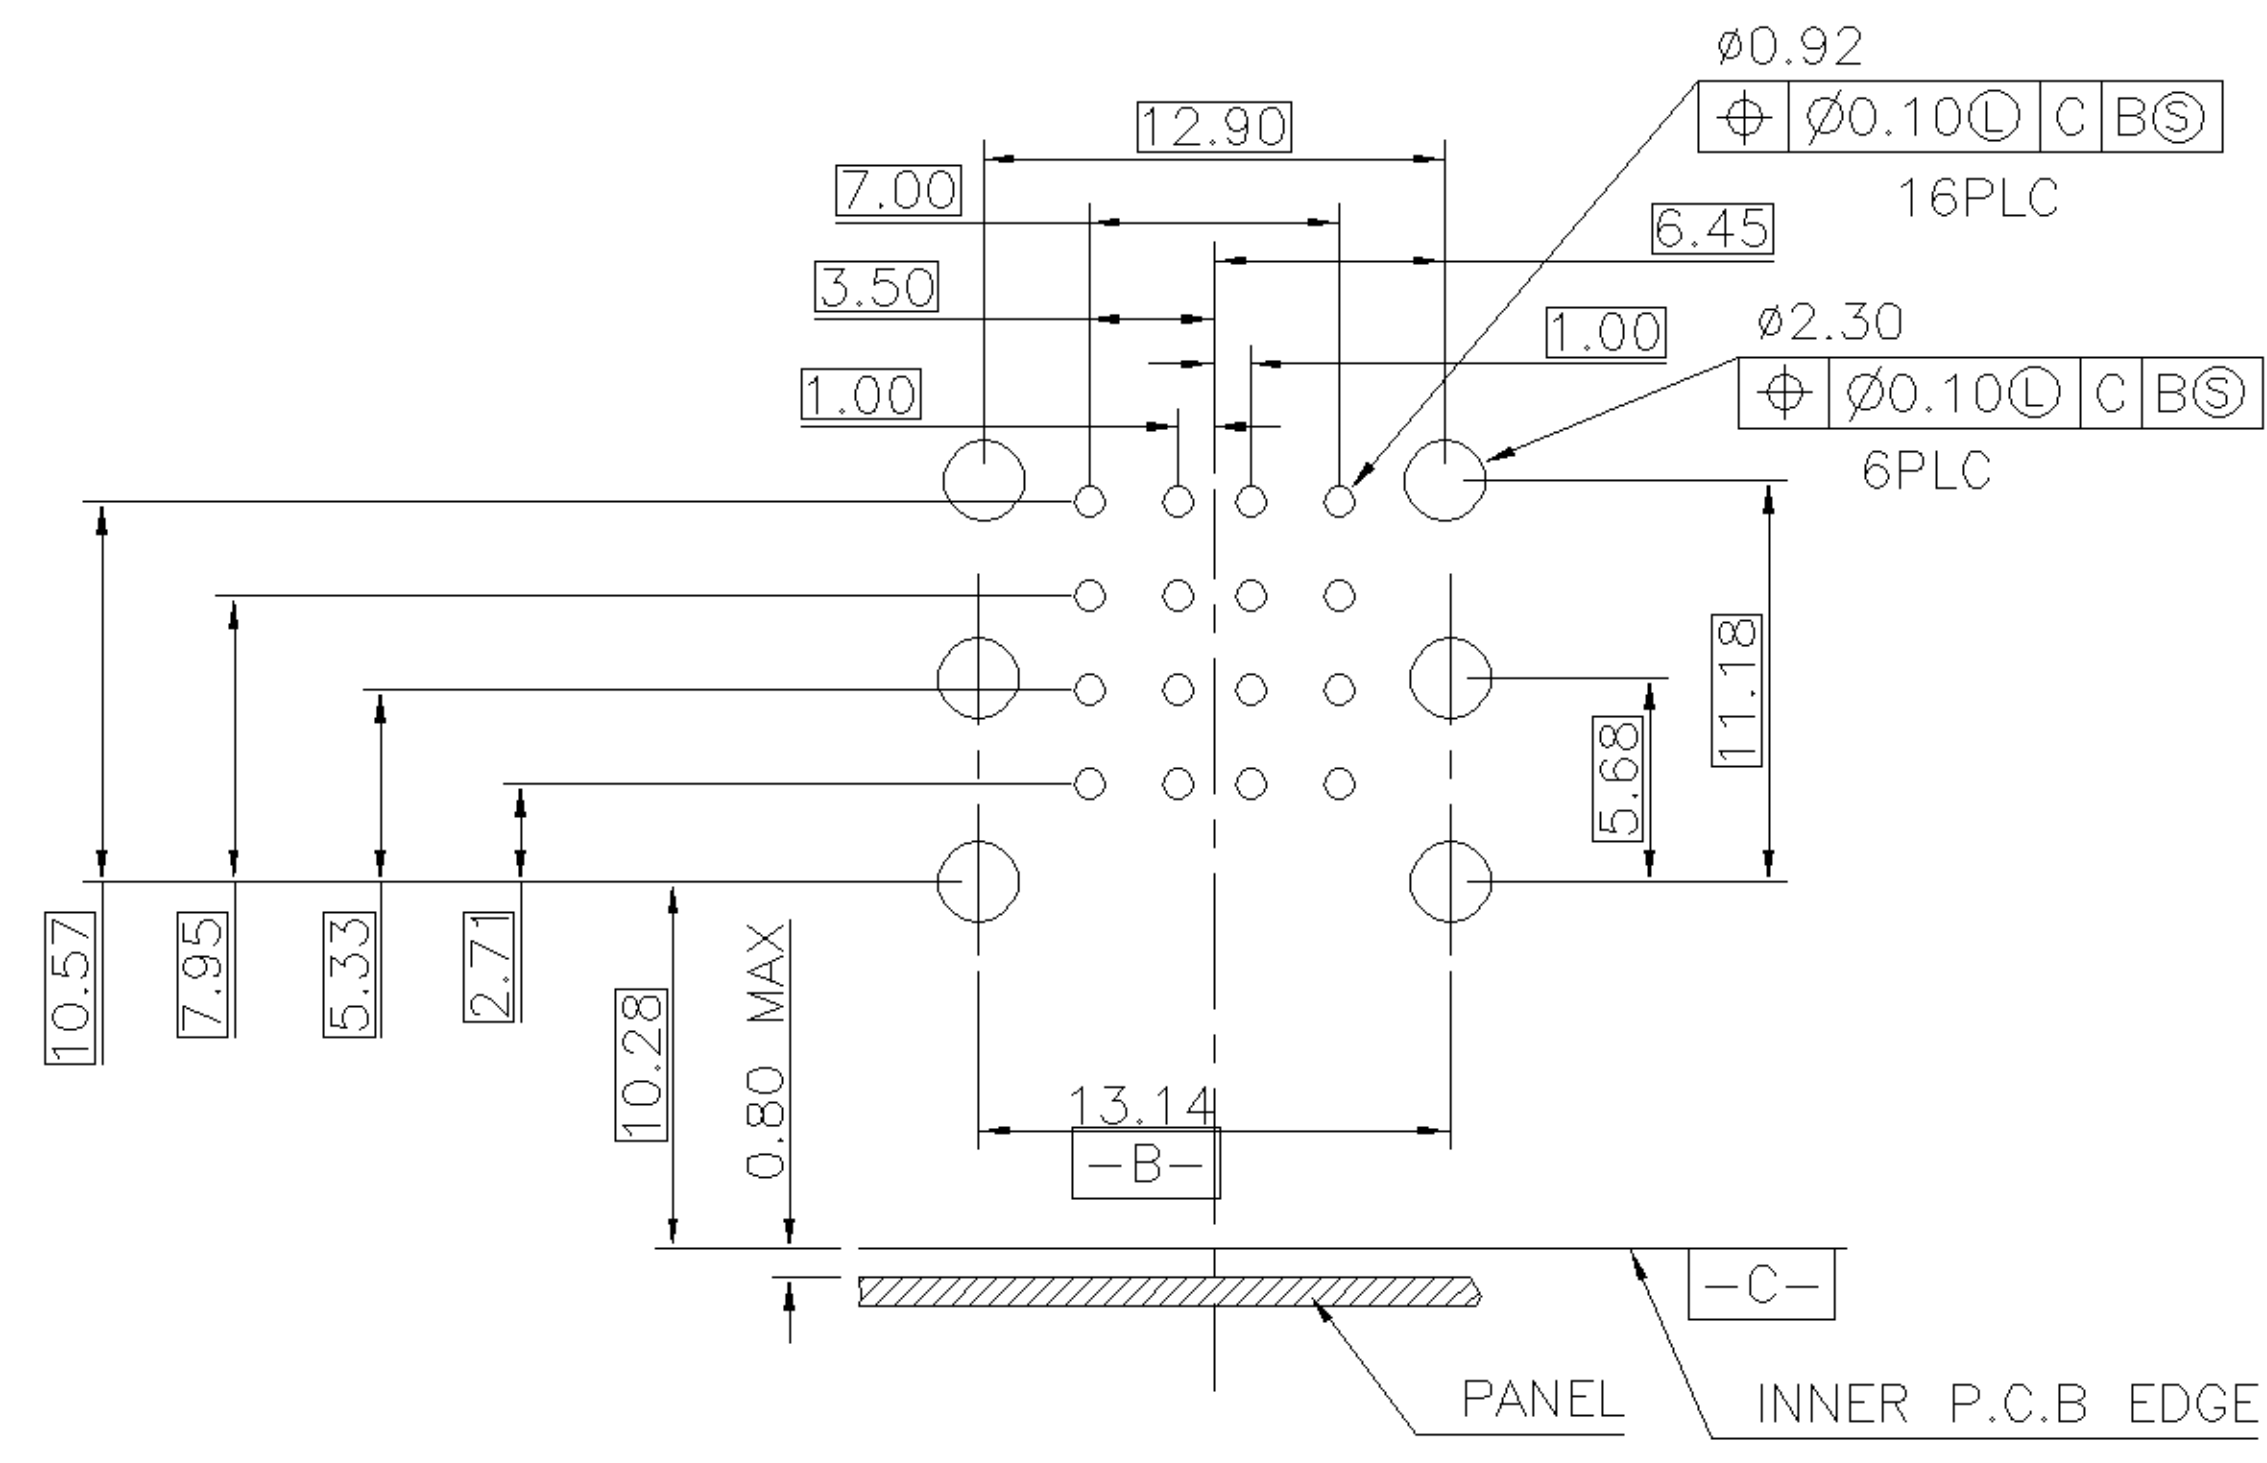 ø0.92
⌖ Ø0.10Ⓛ C BⓈ
16PLC
12.90
7.00
6.45
3.50
1.00
ø2.30
⌖ Ø0.10Ⓛ C BⓈ
6PLC
1.00
11.18
5.68
10.57
7.95
5.33
2.71
10.28
0.80 MAX
13.14
-B-
-C-
PANEL
INNER P.C.B EDGE